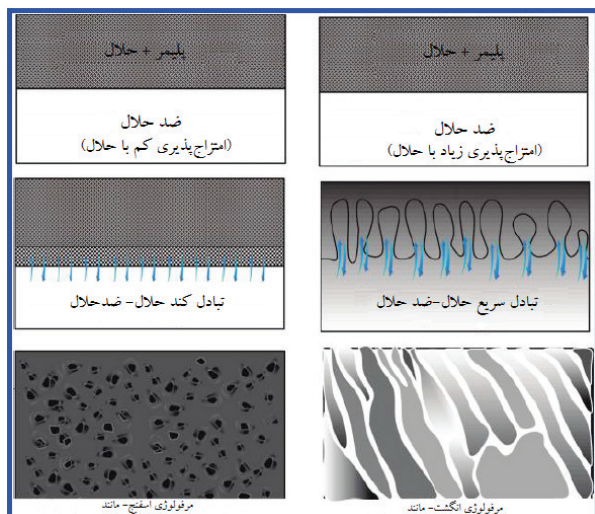 پلیمر + حلال
ضد حلال
(امتزاج‌پذیری زیاد با حلال)
تبادل سریع حلال-ضد حلال
مرفولوژی انگشت- مانند
پلیمر + حلال
ضد حلال
(امتزاج‌پذیری کم با حلال)
تبادل کند حلال- ضدحلال
مرفولوژی اسفنج- مانند